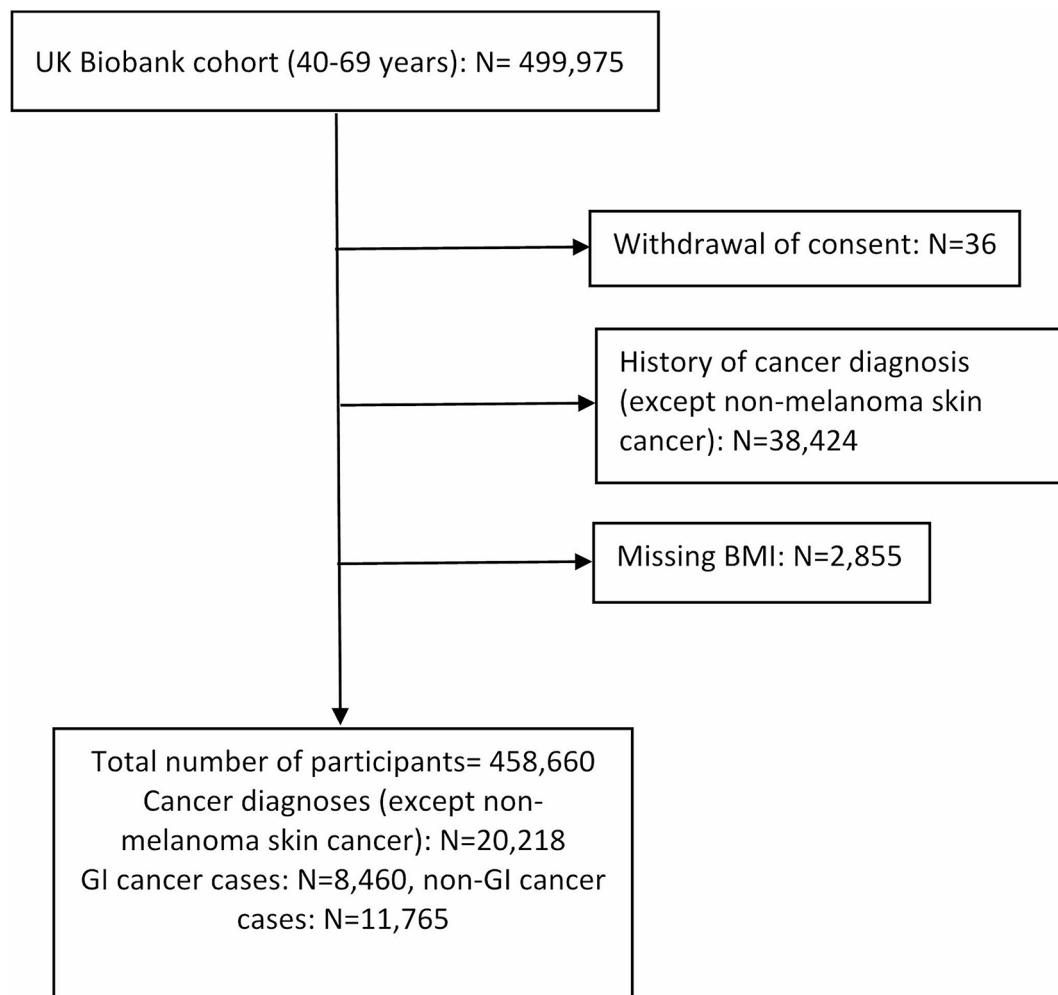 UK Biobank cohort (40-69 years): N= 499,975
Withdrawal of consent: N=36
History of cancer diagnosis
(except non-melanoma skin
cancer): N=38,424
Missing BMI: N=2,855
Total number of participants= 458,660
Cancer diagnoses (except non-
melanoma skin cancer): N=20,218
GI cancer cases: N=8,460, non-GI cancer
cases: N=11,765